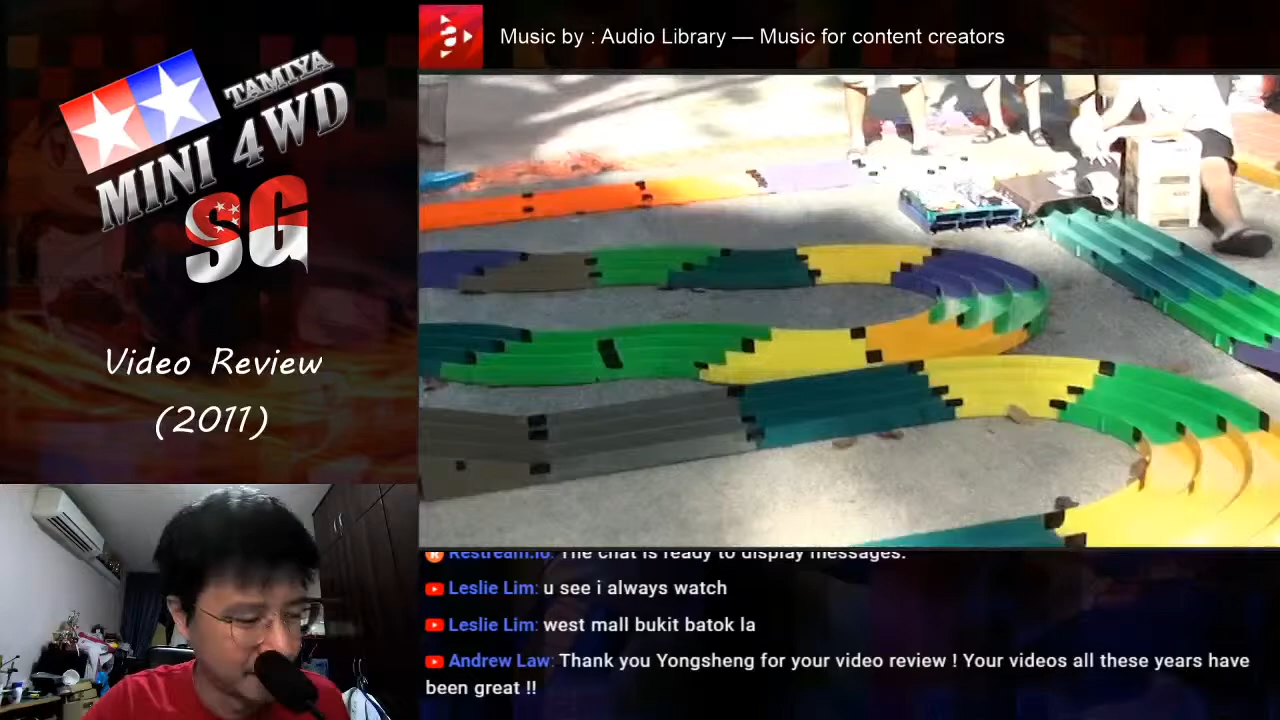 Music by : Audio Library — Music for content creators
TAMIYA
MINI 4WD
SG
Video Review
(2011)
Restream.io: The chat is ready to display messages.
Leslie Lim: u see i always watch
Leslie Lim: west mall bukit batok la
Andrew Law: Thank you Yongsheng for your video review ! Your videos all these years have
been great !!